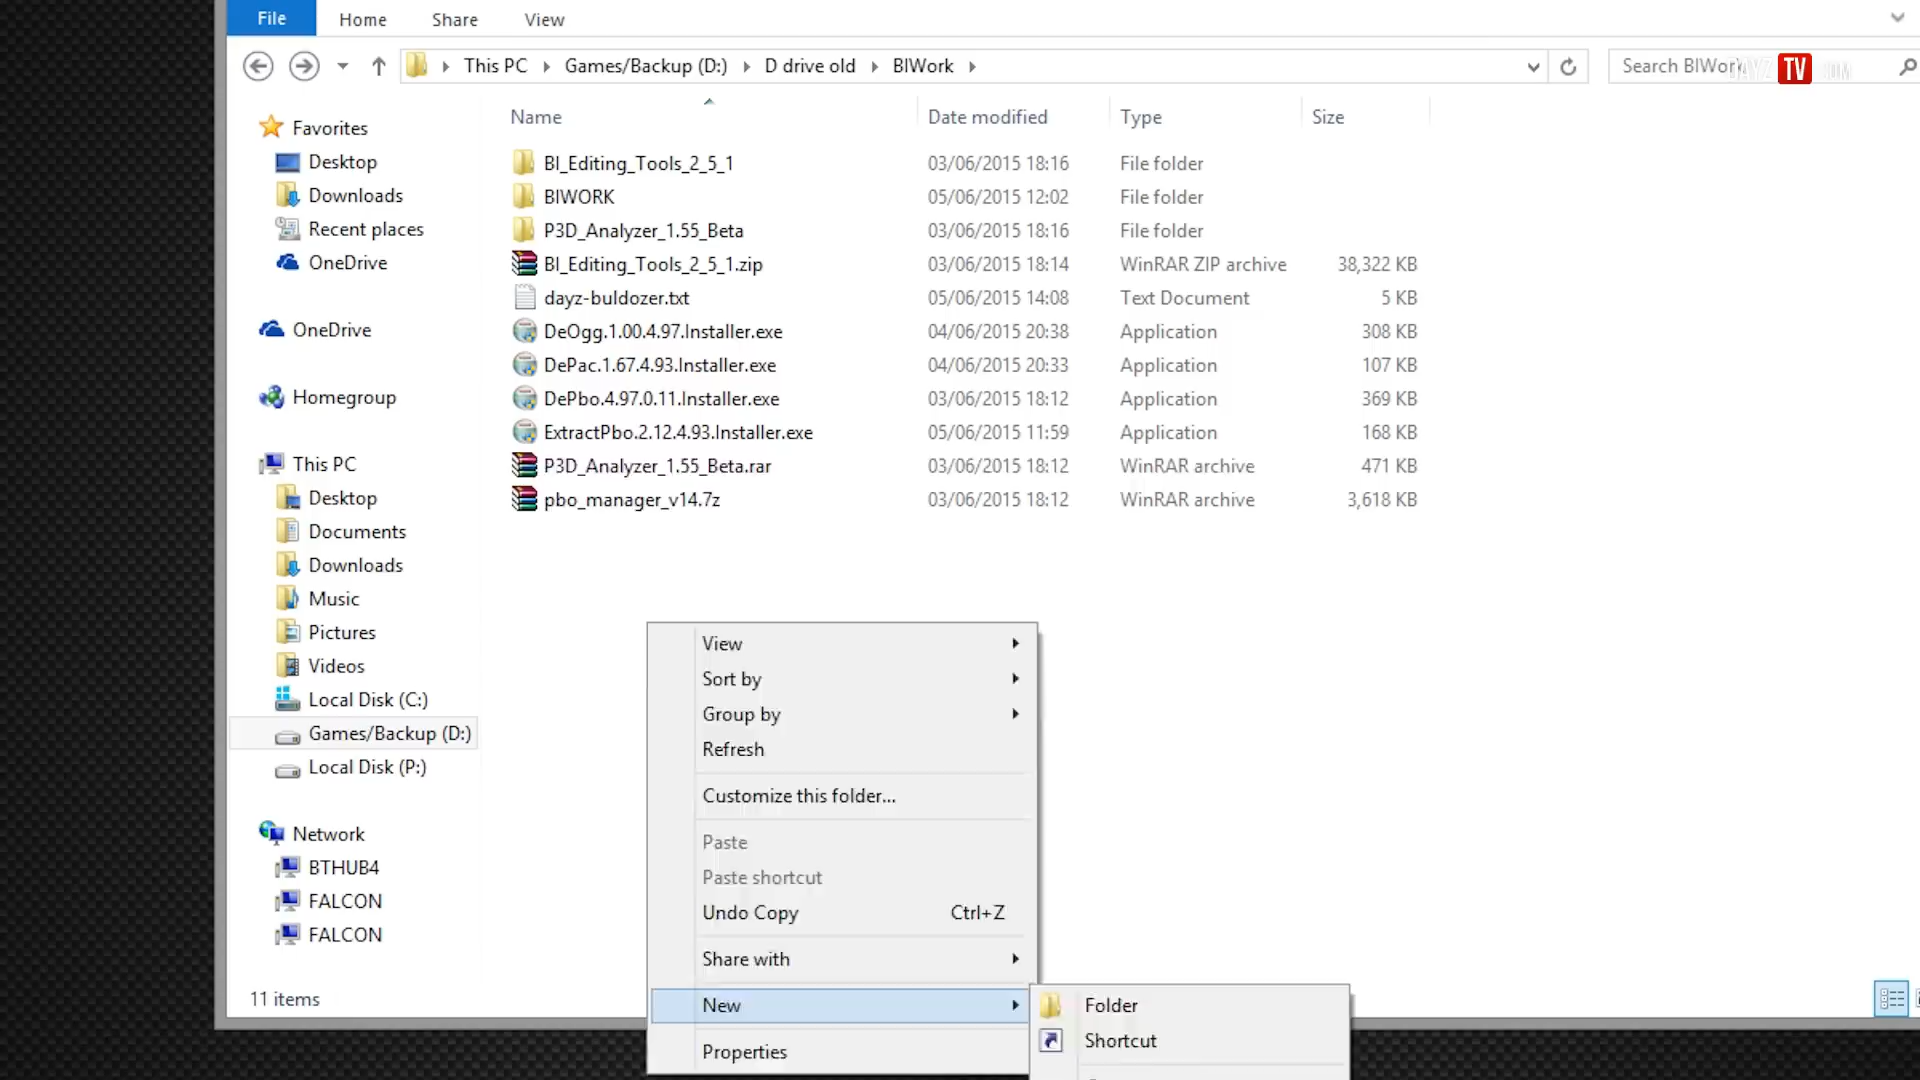 File Home Share View
This PC Games/Backup (D:) D drive old BIWork
Search BIWork
TV
Name Date modified Type Size
Favorites
Desktop
Downloads
Recent places
OneDrive
OneDrive
Homegroup
This PC
Desktop
Documents
Downloads
Music
Pictures
Videos
Local Disk (C:)
Games/Backup (D:)
Local Disk (P:)
Network
BTHUB4
FALCON
FALCON
BI_Editing_Tools_2_5_1 03/06/2015 18:16 File folder
BIWORK 05/06/2015 12:02 File folder
P3D_Analyzer_1.55_Beta 03/06/2015 18:16 File folder
BI_Editing_Tools_2_5_1.zip 03/06/2015 18:14 WinRAR ZIP archive 38,322 KB
dayz-buldozer.txt 05/06/2015 14:08 Text Document 5 KB
DeOgg.1.00.4.97.Installer.exe 04/06/2015 20:38 Application 308 KB
DePac.1.67.4.93.Installer.exe 04/06/2015 20:33 Application 107 KB
DePbo.4.97.0.11.Installer.exe 03/06/2015 18:12 Application 369 KB
ExtractPbo.2.12.4.93.Installer.exe 05/06/2015 11:59 Application 168 KB
P3D_Analyzer_1.55_Beta.rar 03/06/2015 18:12 WinRAR archive 471 KB
pbo_manager_v14.7z 03/06/2015 18:12 WinRAR archive 3,618 KB
View
Sort by
Group by
Refresh
Customize this folder...
Paste
Paste shortcut
Undo Copy Ctrl+Z
Share with
New
Properties
Folder
Shortcut
11 items